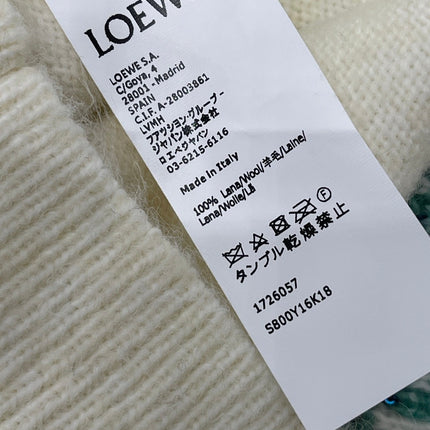 LOEWE
LOEWE S.A.
C/Goya, 4
28001 - Madrid
SPAIN
C.I.F. A-28003861
LVMH
ファッション・グループ-
ジャパン株式会社
ロエベジャパン
03-6215-6116
Made in Italy
100% Lana/Wool/羊毛/Laine/
Lana/Wolle/Lã
F
タンブル乾燥禁止
1726057
S800Y16K18